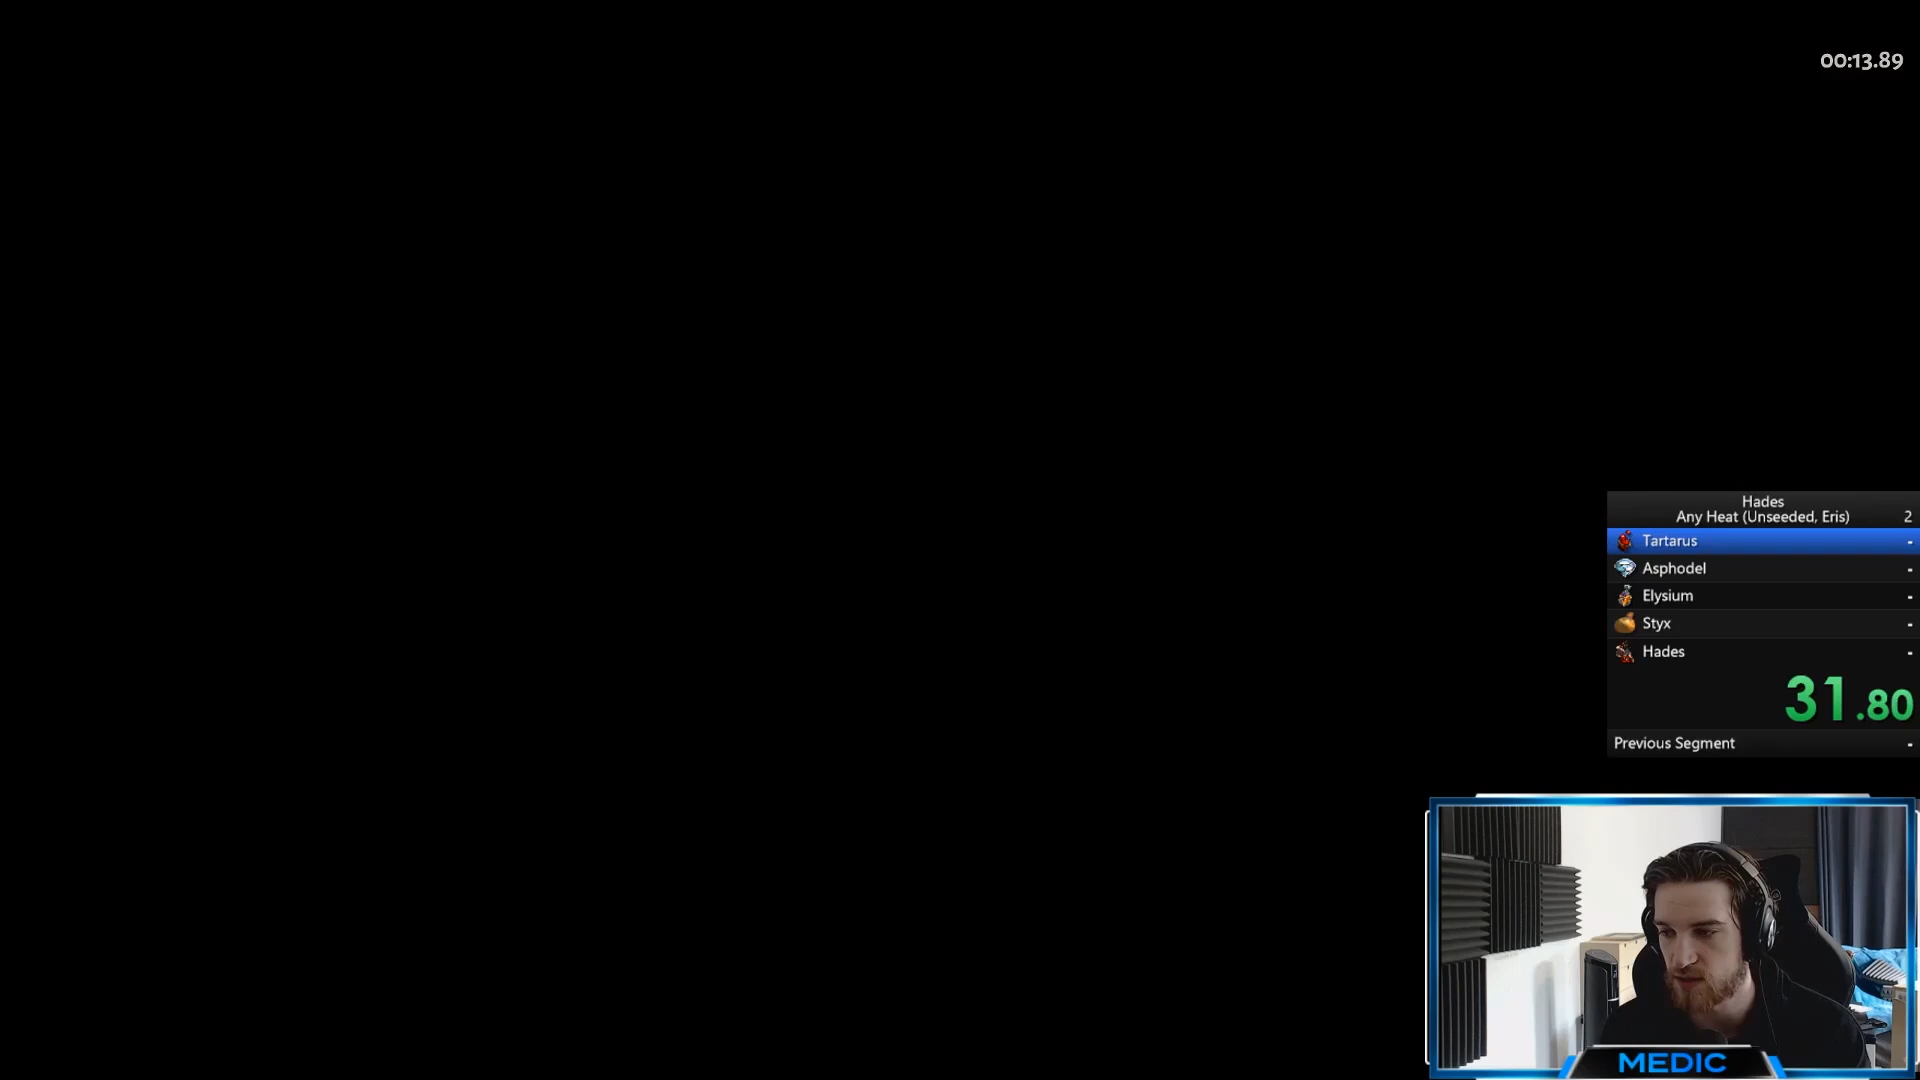 00:13.89
Hades
Any Heat (Unseeded, Eris) 2
Tartarus -
Asphodel -
Elysium -
Styx -
Hades -
31.80
Previous Segment -
MEDIC